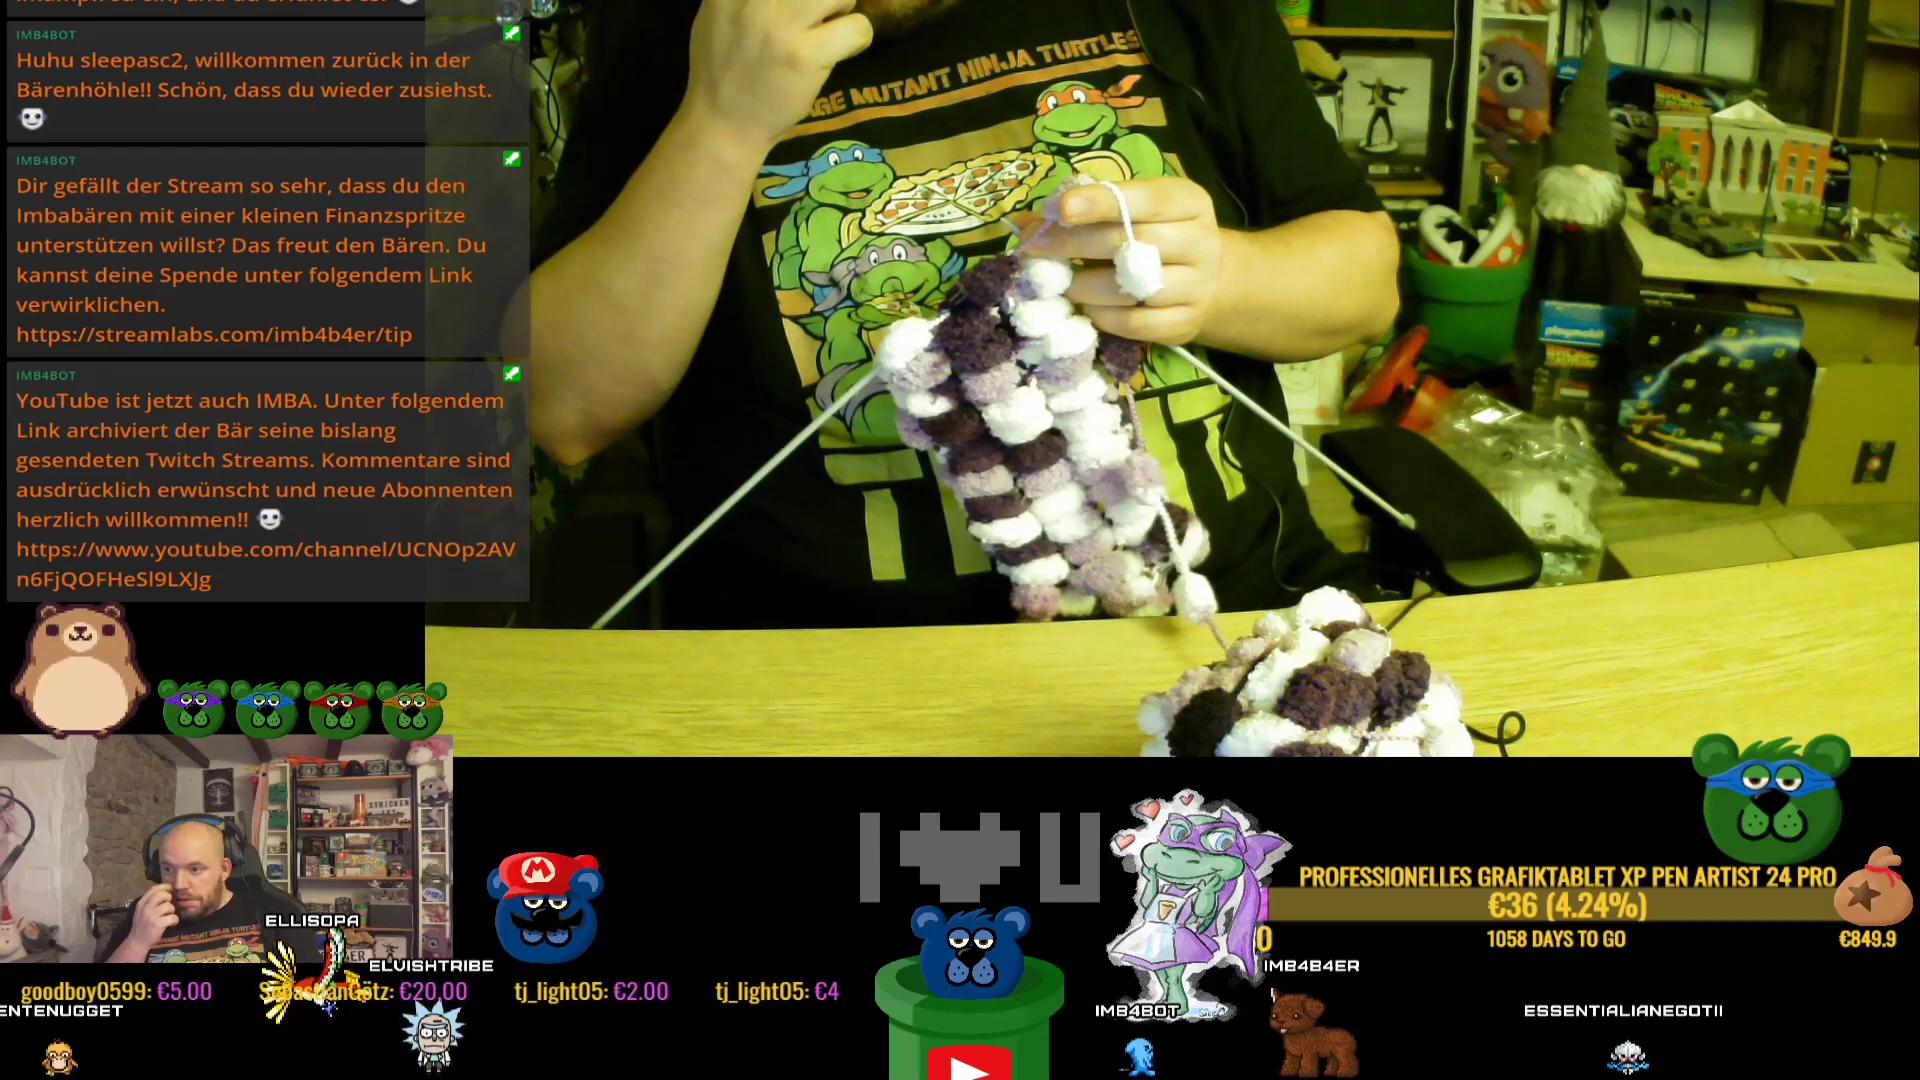 IMB4BOT
Huhu sleepasc2, willkommen zurück in der
Bärenhöhle!! Schön, dass du wieder zusiehst.
IMB4BOT
Dir gefällt der Stream so sehr, dass du den
Imbabären mit einer kleinen Finanzspritze
unterstützen willst? Das freut den Bären. Du
kannst deine Spende unter folgendem Link
verwirklichen.
https://streamlabs.com/imb4b4er/tip
IMB4BOT
YouTube ist jetzt auch IMBA. Unter folgendem
Link archiviert der Bär seine bislang
gesendeten Twitch Streams. Kommentare sind
ausdrücklich erwünscht und neue Abonnenten
herzlich willkommen!!
https://www.youtube.com/channel/UCNOp2AV
n6FjQOFHeSl9LXJg
MUTANT NINJA TURTLES
playmobil
STRICKEN
I U
M
PROFESSIONELLES GRAFIKTABLET XP PEN ARTIST 24 PRO
€36 (4.24%)
0
1058 DAYS TO GO
€849.9
ELLISOPA
ELVISHTRIBE
IMB4B4ER
goodboy0599: €5.00
SebastianGötz: €20.00
tj_light05: €2.00
tj_light05: €4
ENTENUGGET
IMB4BOT
ESSENTIALIANEGOTII